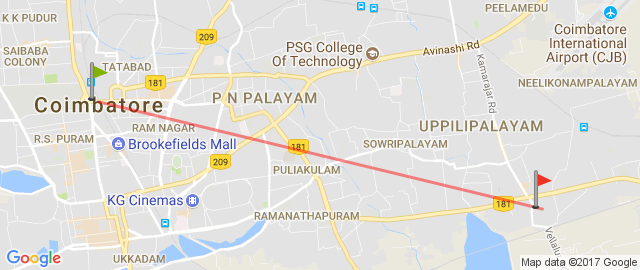 K K PUDUR
PEELAMEDU
SAIBABA
COLONY
TATABAD
209
PSG College
Of Technology
Avinashi Rd
Coimbatore
International
Airport (CJB)
181
Kamarajar Rd
NEELIKONAMPALAYAM
Coimbatore
P N PALAYAM
R.S. PURAM
RAM NAGAR
Brookefields Mall
UPPILIPALAYAM
SOWRIPALAYAM
181
209
PULIAKULAM
KG Cinemas
RAMANATHAPURAM
181
UKKADAM
Google
Map data ©2017 Google